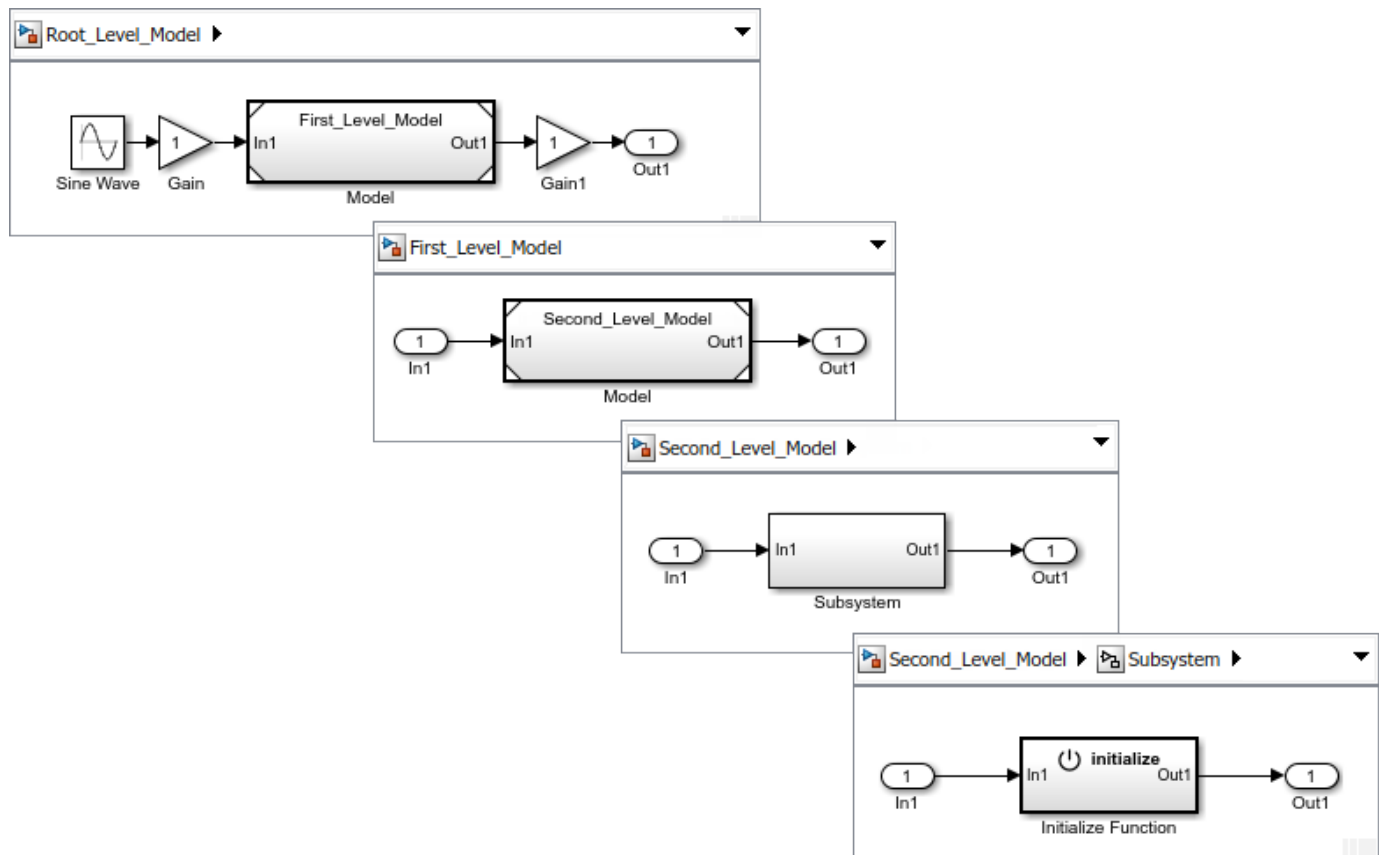 Root_Level_Model
First_Level_Model
1
1
1
In1
Out1
Sine Wave
Gain
Gain1
Out1
Model
First_Level_Model
Second_Level_Model
1
In1
Out1
1
In1
Out1
Model
Second_Level_Model
1
In1
Out1
1
In1
Out1
Subsystem
Second_Level_Model Subsystem
initialize
1
In1
Out1
1
In1
Out1
Initialize Function